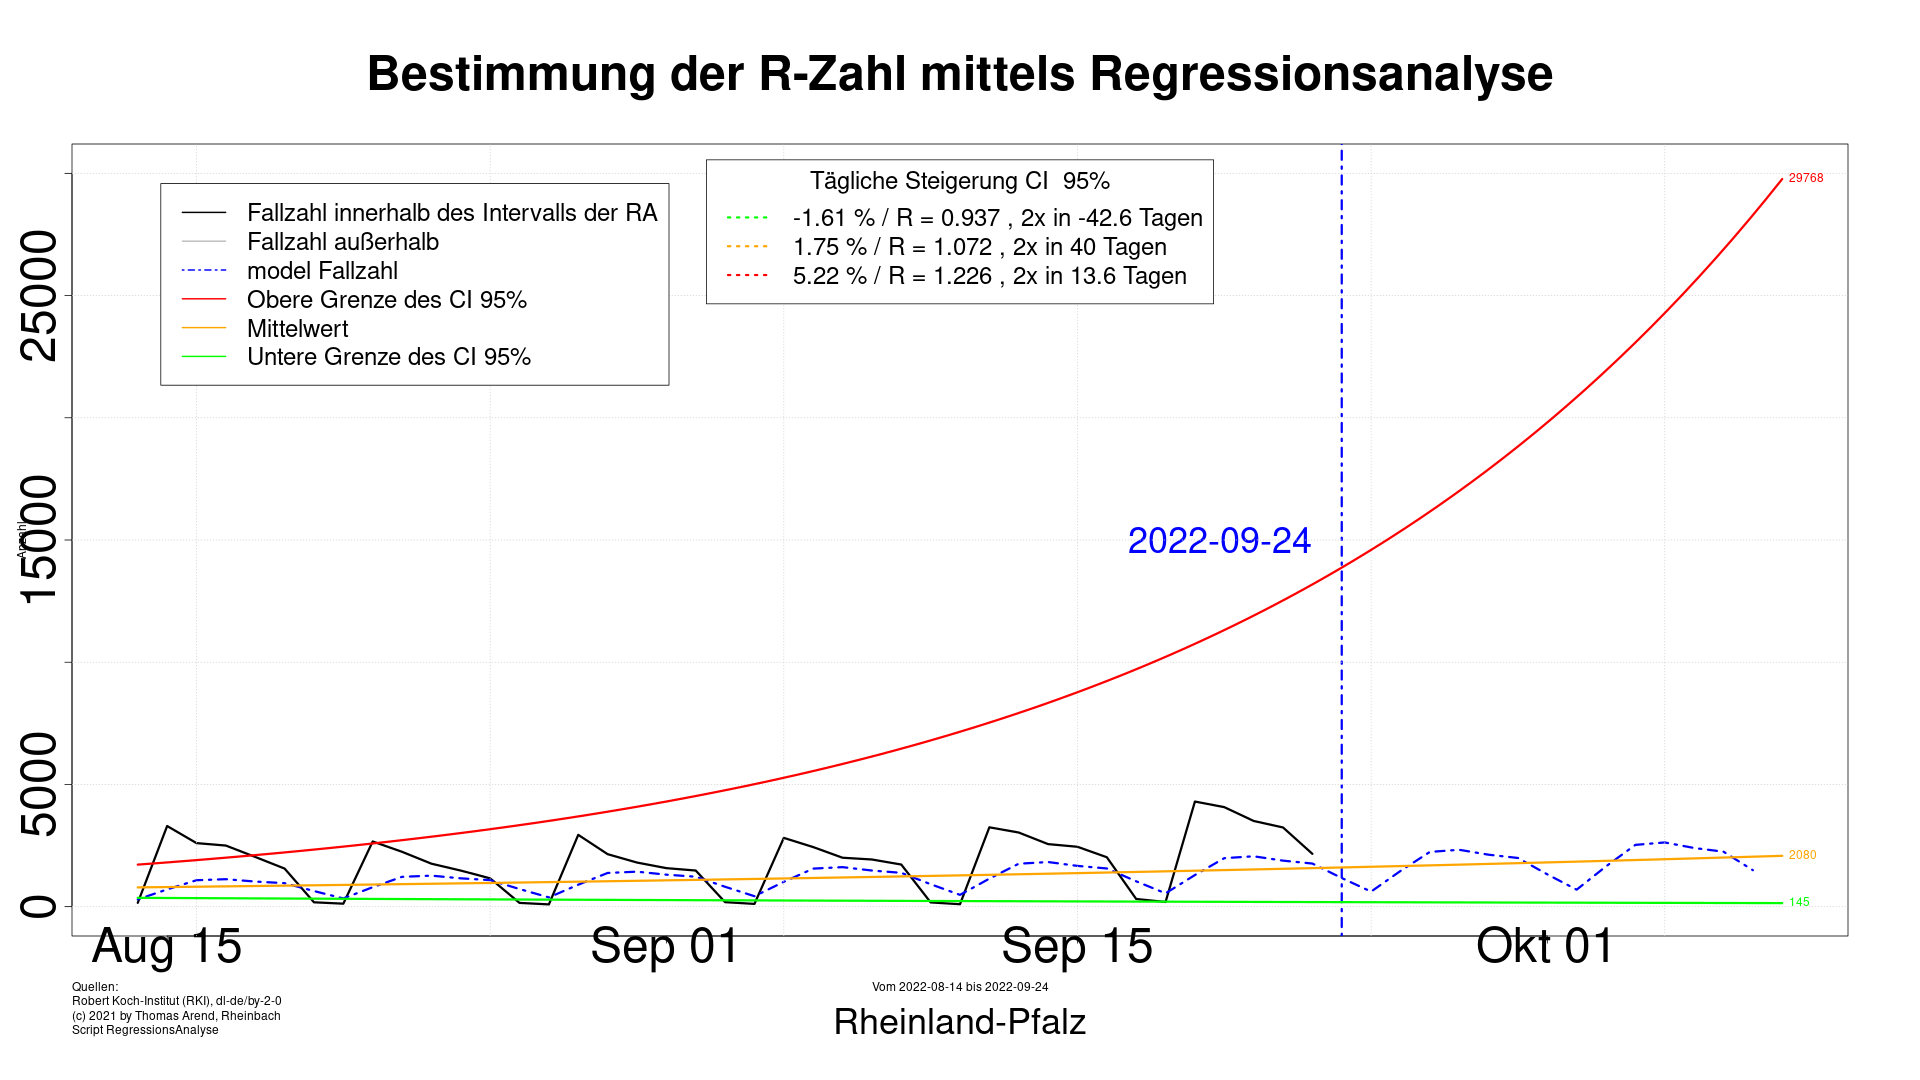 Bestimmung der R-Zahl mittels Regressionsanalyse
Fallzahl innerhalb des Intervalls der RA
Fallzahl außerhalb
model Fallzahl
Obere Grenze des CI 95%
Mittelwert
Untere Grenze des CI 95%
Tägliche Steigerung CI  95%
-1.61 % / R = 0.937 , 2x in -42.6 Tagen
1.75 % / R = 1.072 , 2x in 40 Tagen
5.22 % / R = 1.226 , 2x in 13.6 Tagen
29768
25000
15000
Anzahl
2022-09-24
5000
2080
0
145
Aug 15
Sep 01
Sep 15
Okt 01
Quellen:
Robert Koch-Institut (RKI), dl-de/by-2-0
(c) 2021 by Thomas Arend, Rheinbach
Script RegressionsAnalyse
Vom 2022-08-14 bis 2022-09-24
Rheinland-Pfalz